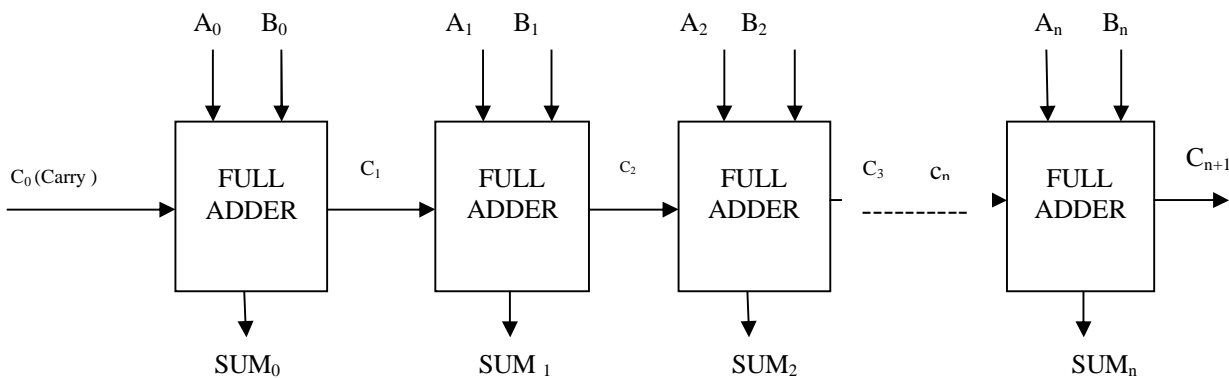 A₀ B₀ A₁ B₁ A₂ B₂ Aₙ Bₙ
C₀ (Carry ) C₁ C₂ C₃ cₙ Cₙ₊₁
FULL ADDER
FULL ADDER
FULL ADDER
FULL ADDER
SUM₀ SUM ₁ SUM₂ SUMₙ